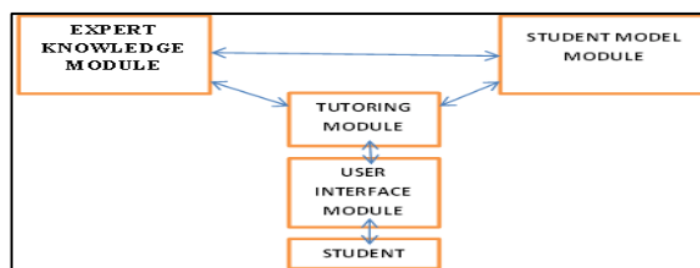 EXPERT
KNOWLEDGE
MODULE
STUDENT MODEL
MODULE
TUTORING
MODULE
USER
INTERFACE
MODULE
STUDENT